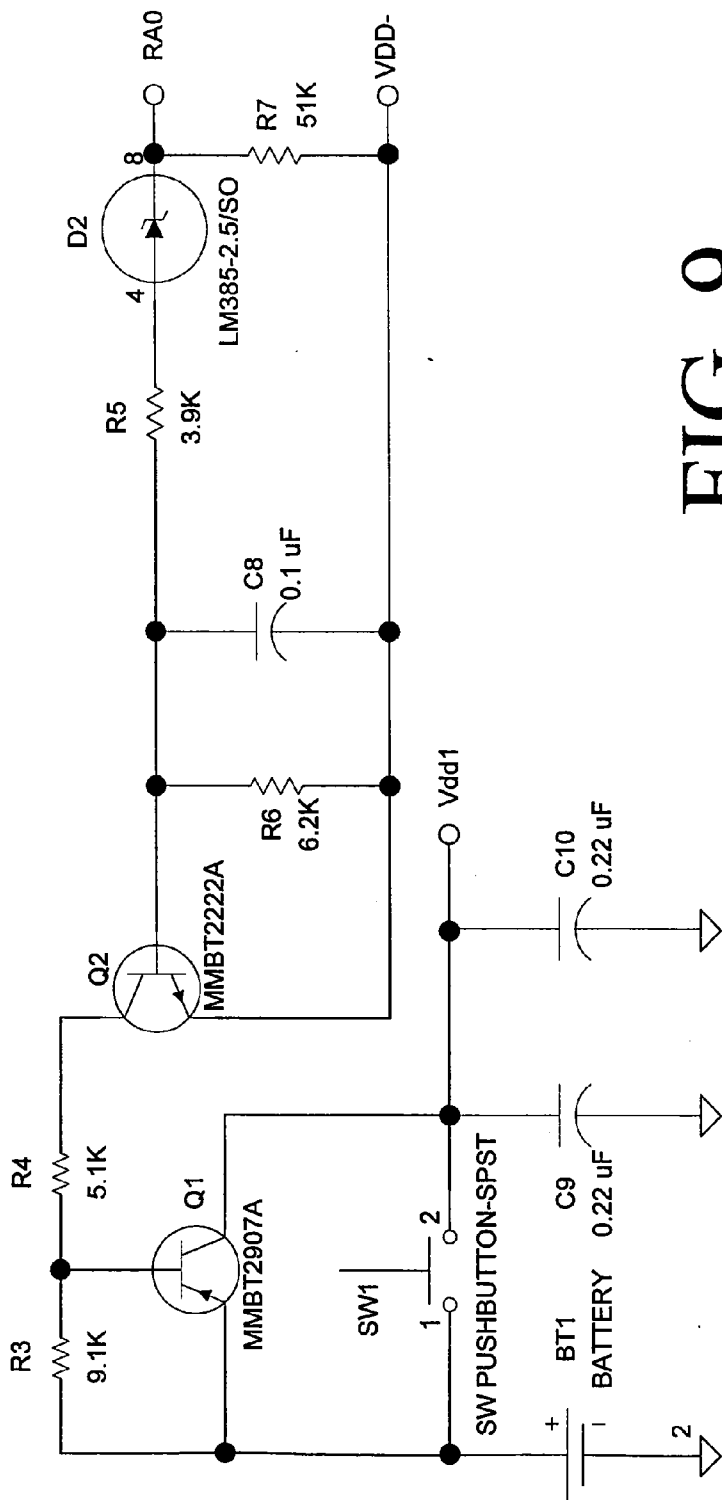 R3
9.1K
R4
5.1K
Q1
MMBT2907A
Q2
MMBT2222A
R6
6.2K
C8
0.1 uF
R5
3.9K
D2
4
8
LM385-2.5/SO
RA0
R7
51K
VDD-
SW1
1
2
SW PUSHBUTTON-SPST
Vdd1
BT1
BATTERY
+
–
2
C9
0.22 uF
C10
0.22 uF
FIG. 9